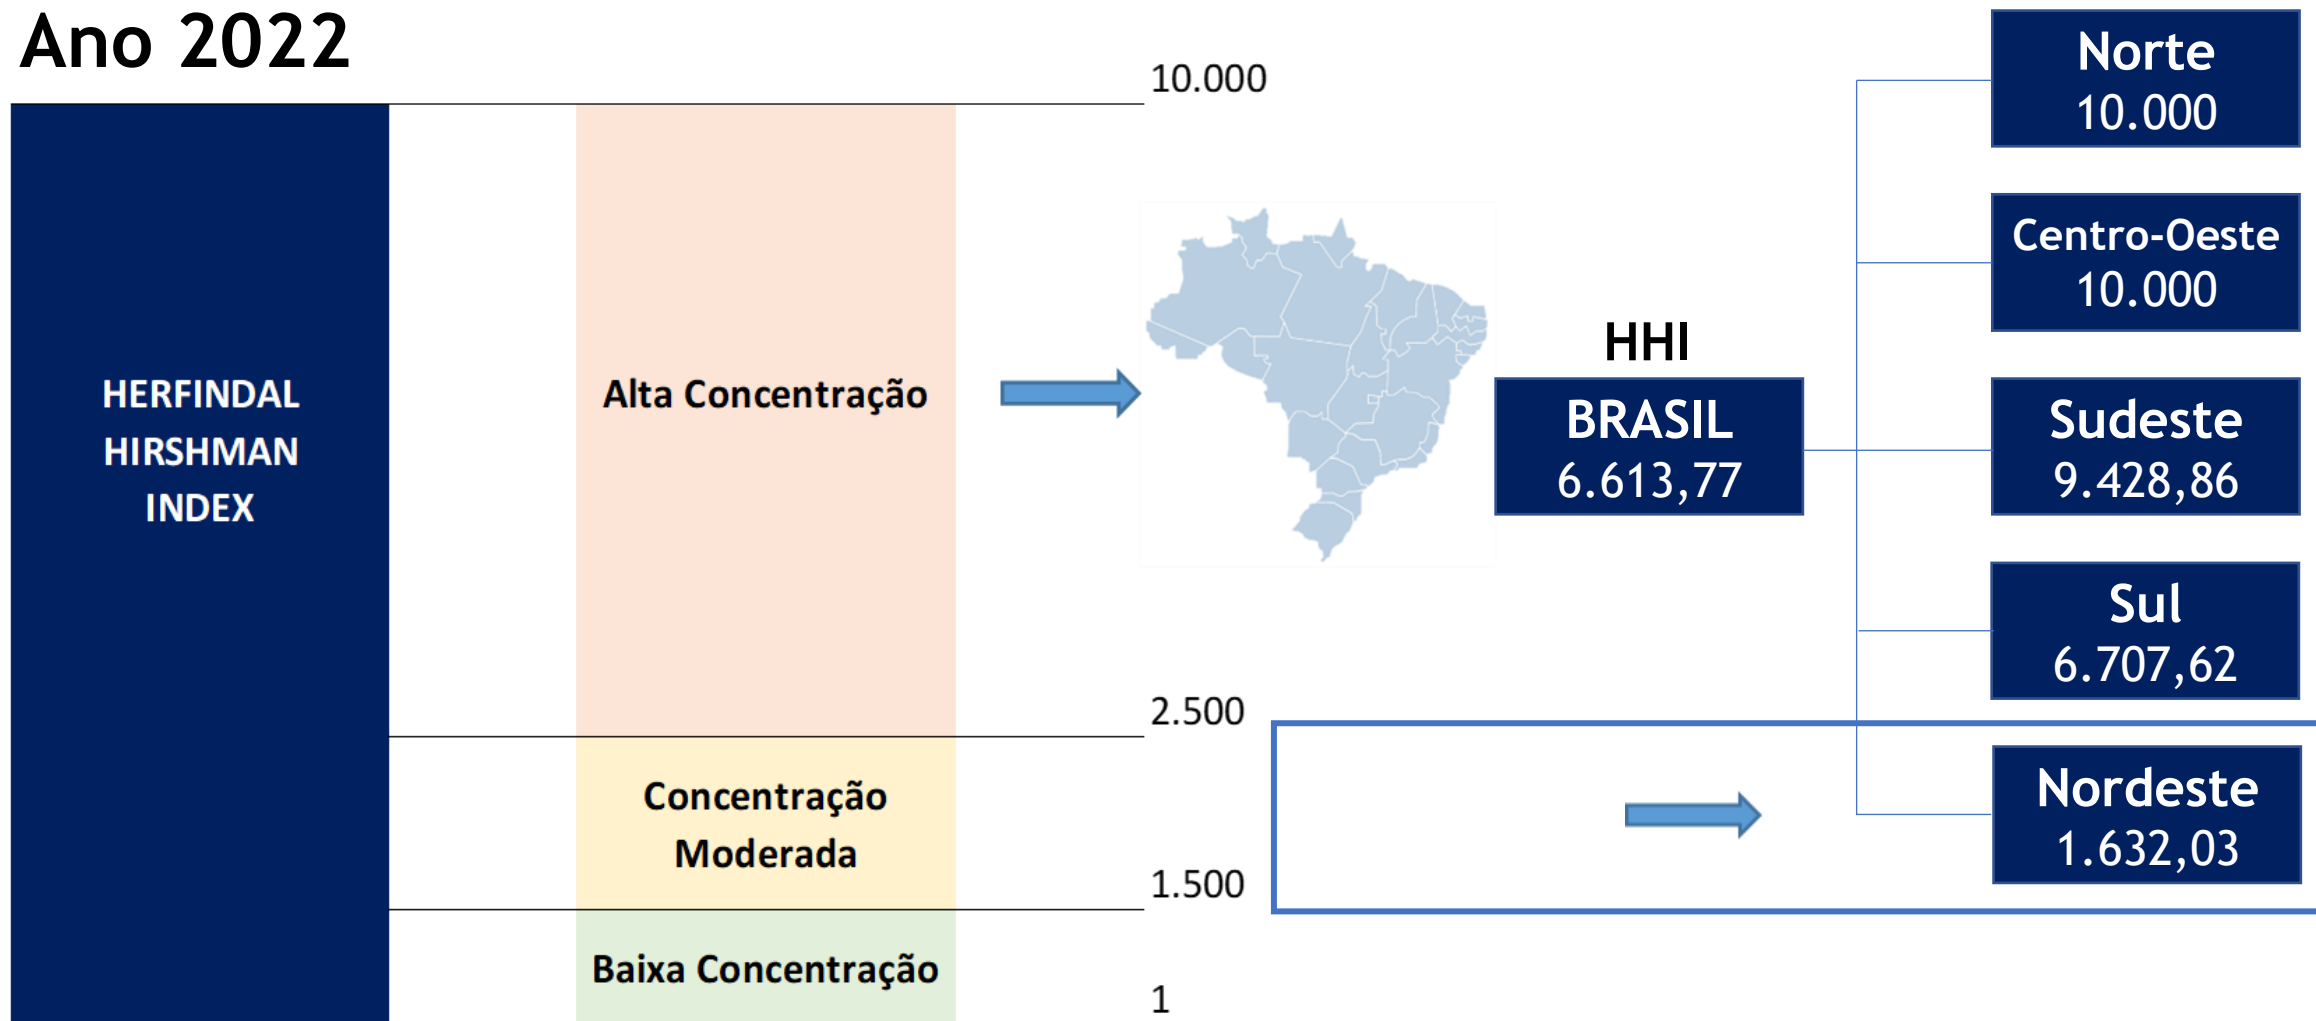 Ano 2022
HERFINDAL
HIRSHMAN
INDEX
Alta Concentração
Concentração
Moderada
Baixa Concentração
10.000
2.500
1.500
1
HHI
BRASIL
6.613,77
Norte
10.000
Centro-Oeste
10.000
Sudeste
9.428,86
Sul
6.707,62
Nordeste
1.632,03